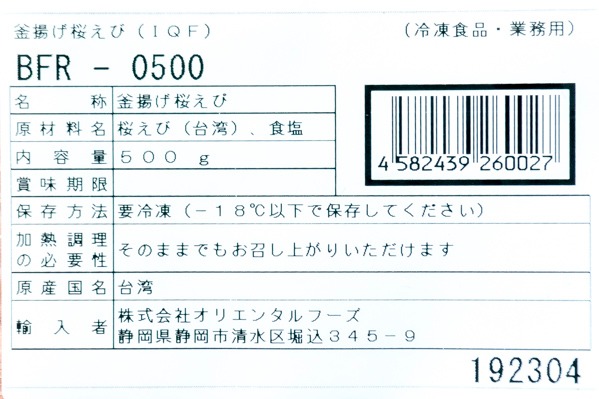 釜揚げ桜えび(IQF) (冷凍食品・業務用)
BFR - 0500
名称 釜揚げ桜えび
原材料名 桜えび(台湾)、食塩
内容量 500 g
賞味期限
保存方法 要冷凍(-18℃以下で保存してください)
加熱調理の必要性 そのままでもお召し上がりいただけます
原産国名 台湾
輸入者 株式会社オリエンタルフーズ
静岡県静岡市清水区堀込345-9
4 582439 260027
192304